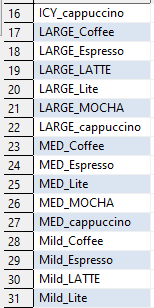 16 ICY_cappuccino
17 LARGE_Coffee
18 LARGE_Espresso
19 LARGE_LATTE
20 LARGE_Lite
21 LARGE_MOCHA
22 LARGE_cappuccino
23 MED_Coffee
24 MED_Espresso
25 MED_Lite
26 MED_MOCHA
27 MED_cappuccino
28 Mild_Coffee
29 Mild_Espresso
30 Mild_LATTE
31 Mild_Lite